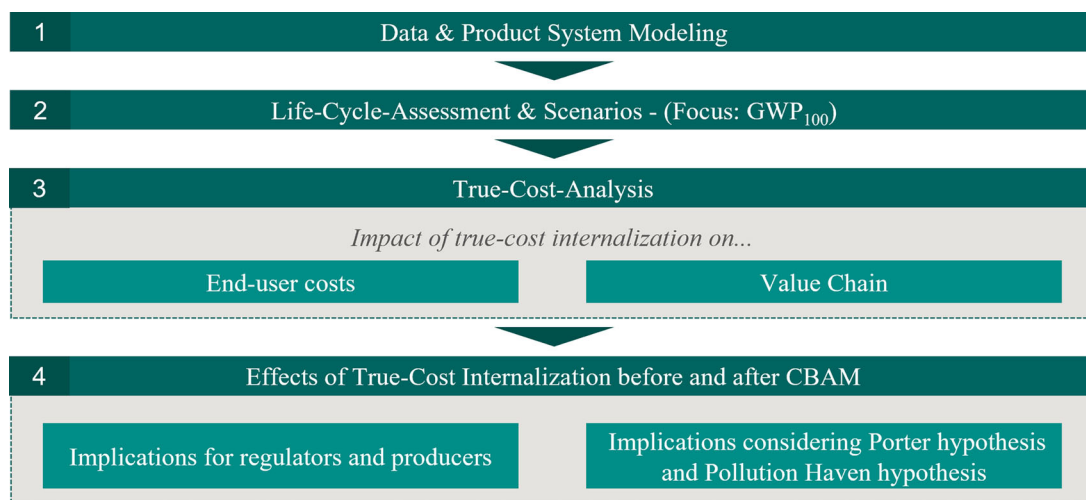 1 Data & Product System Modeling
2 Life-Cycle-Assessment & Scenarios - (Focus: GWP₁₀₀)
3 True-Cost-Analysis
Impact of true-cost internalization on...
End-user costs
Value Chain
4 Effects of True-Cost Internalization before and after CBAM
Implications for regulators and producers
Implications considering Porter hypothesis
and Pollution Haven hypothesis